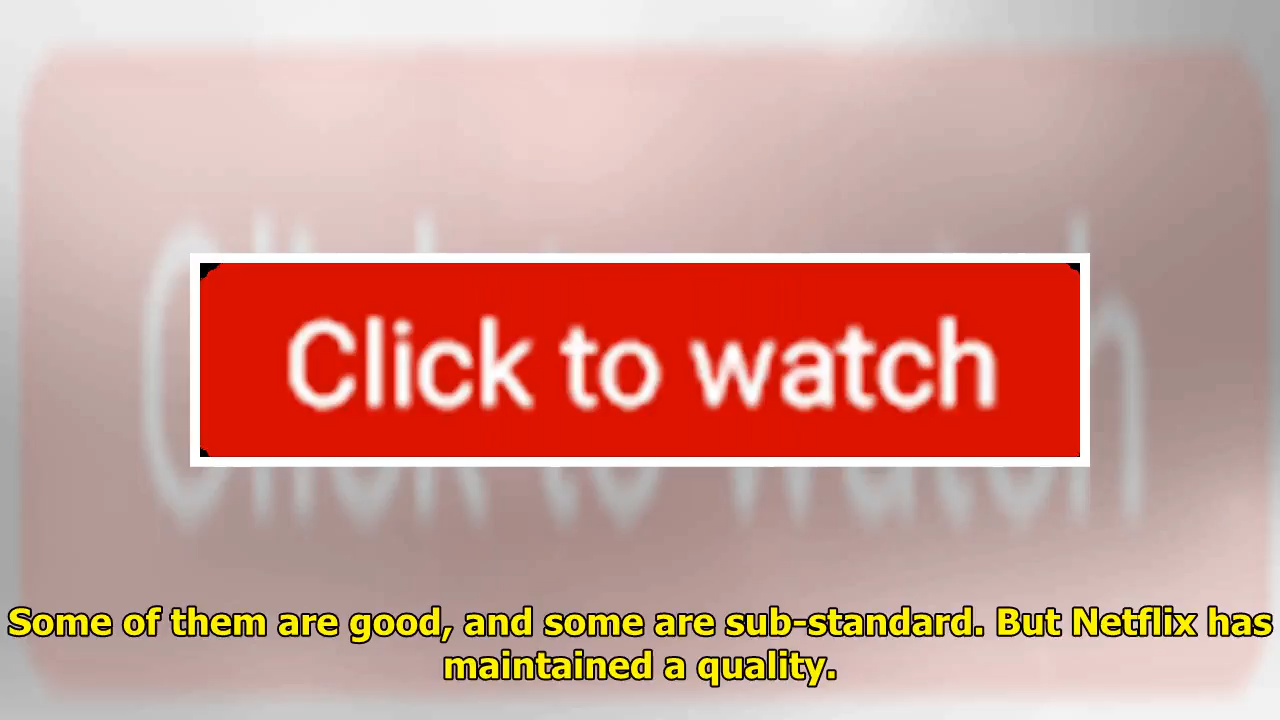 Click to watch
Some of them are good, and some are sub-standard. But Netflix has
maintained a quality.